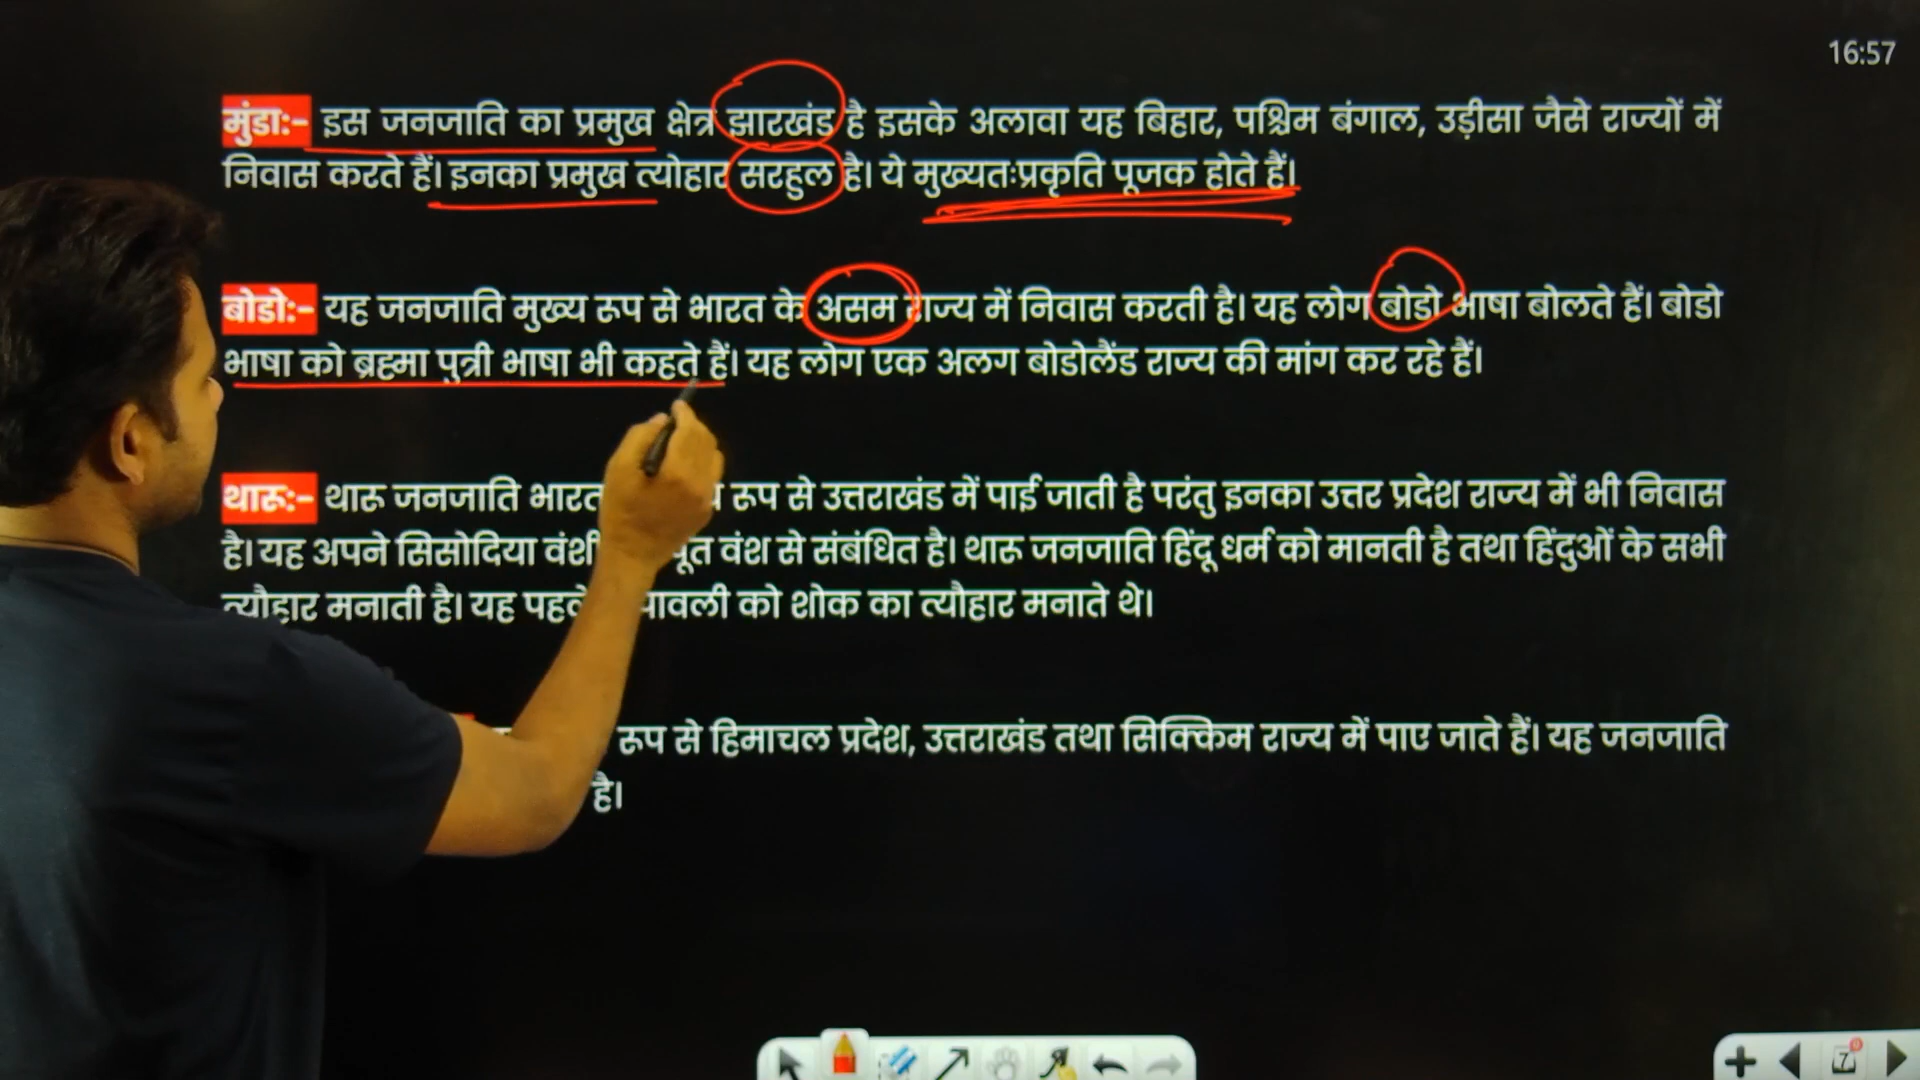 16:57
मुंडा:- इस जनजाति का प्रमुख क्षेत्र झारखंड है इसके अलावा यह बिहार, पश्चिम बंगाल, उड़ीसा जैसे राज्यों में
निवास करते हैं। इनका प्रमुख त्योहार सरहुल है। ये मुख्यतःप्रकृति पूजक होते हैं।
बोडो:- यह जनजाति मुख्य रूप से भारत के असम राज्य में निवास करती है। यह लोग बोडो भाषा बोलते हैं। बोडो
भाषा को ब्रह्मा पुत्री भाषा भी कहते हैं। यह लोग एक अलग बोडोलैंड राज्य की मांग कर रहे हैं।
थारू:- थारू जनजाति भारत रूप से उत्तराखंड में पाई जाती है परंतु इनका उत्तर प्रदेश राज्य में भी निवास
है। यह अपने सिसोदिया वंशी वंश से संबंधित है। थारू जनजाति हिंदू धर्म को मानती है तथा हिंदुओं के सभी
त्यौहार मनाती है। यह को शोक का त्यौहार मनाते थे।
रूप से हिमाचल प्रदेश, उत्तराखंड तथा सिक्किम राज्य में पाए जाते हैं। यह जनजाति
है।
7